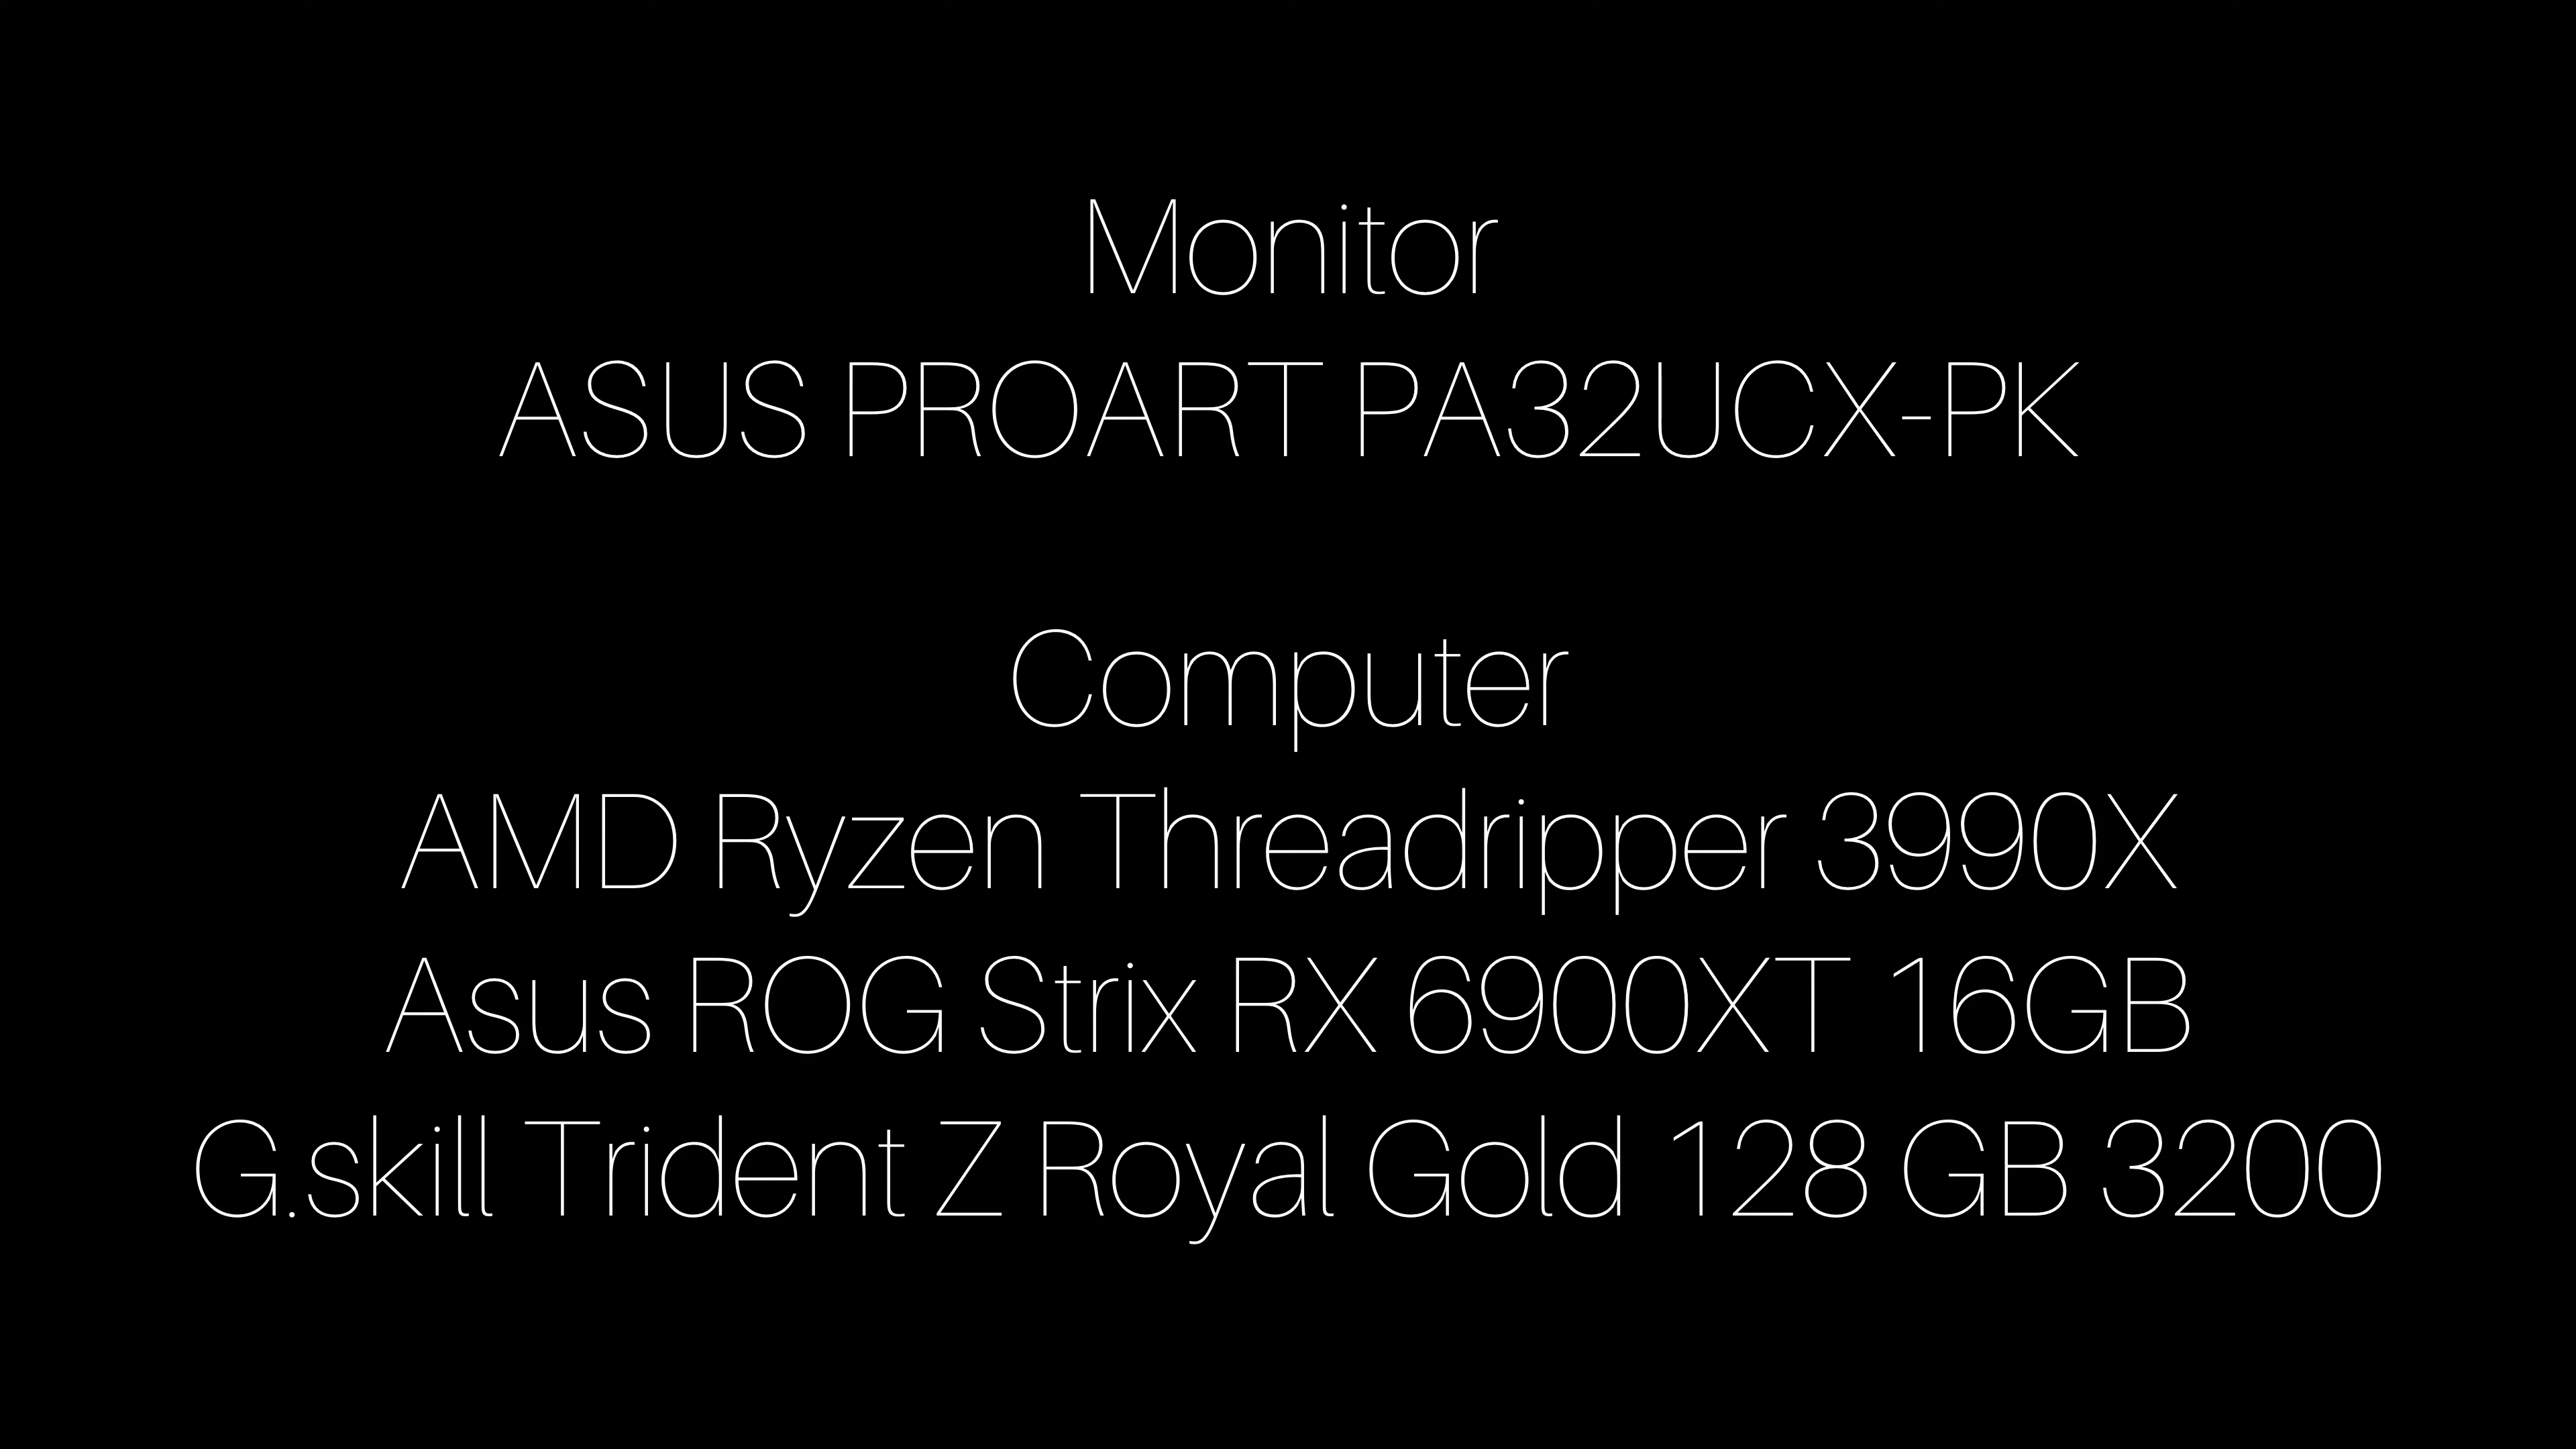 Monitor
ASUS PROART PA32UCX-PK
Computer
AMD Ryzen Threadripper 3990X
Asus ROG Strix RX 6900XT 16GB
G.skill Trident Z Royal Gold 128 GB 3200